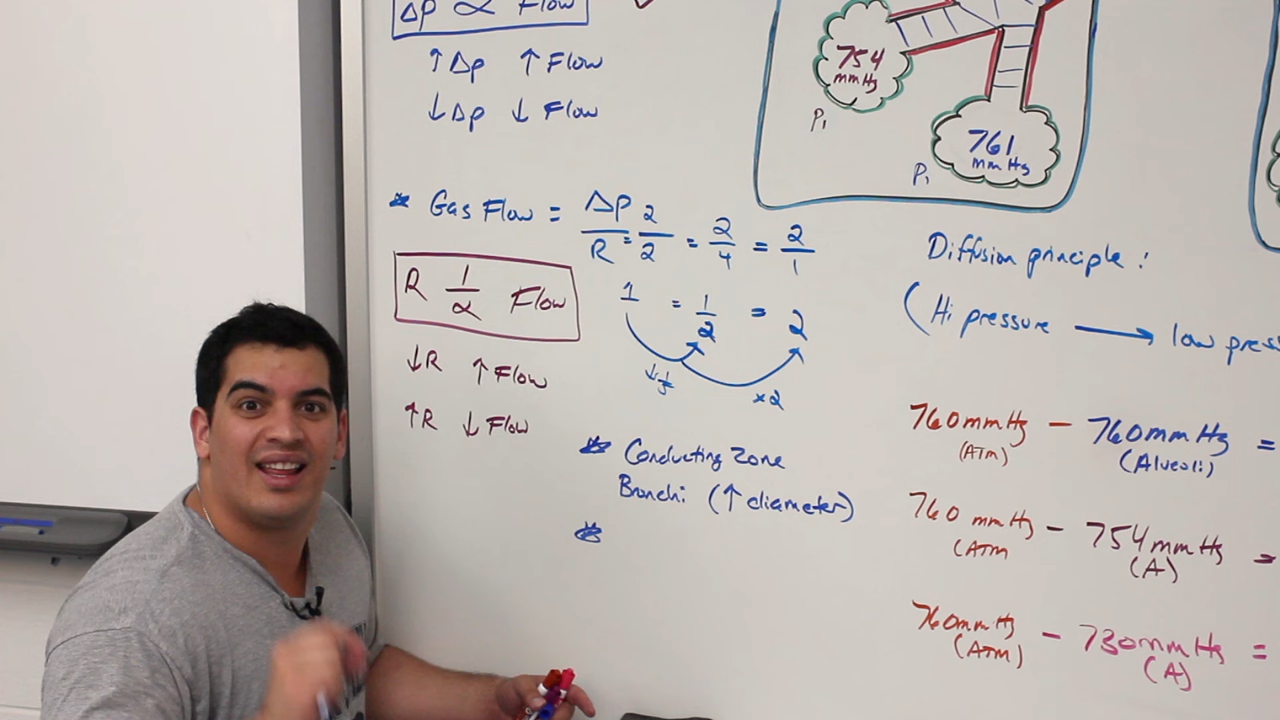 Δp α Flow
↑Δp ↑Flow
↓Δp ↓ Flow
754
mmHg
P₁
761
mmHg
P₁
* Gas Flow = Δp/R = 2/2 = 2/4 = 2/1
1 = 1/2 = 2
↓½
×2
R 1/α Flow
↓R ↑Flow
↑R ↓Flow
* Conducting Zone
Bronchi (↑diameter)
*
Diffusion principle:
(Hi pressure → low
760mmHg - 760mmHg =
(ATM) (Alveoli)
760 mmHg - 754mmHg =
(ATM (A)
760mmHg - 730mmHg =
(ATM) (A)